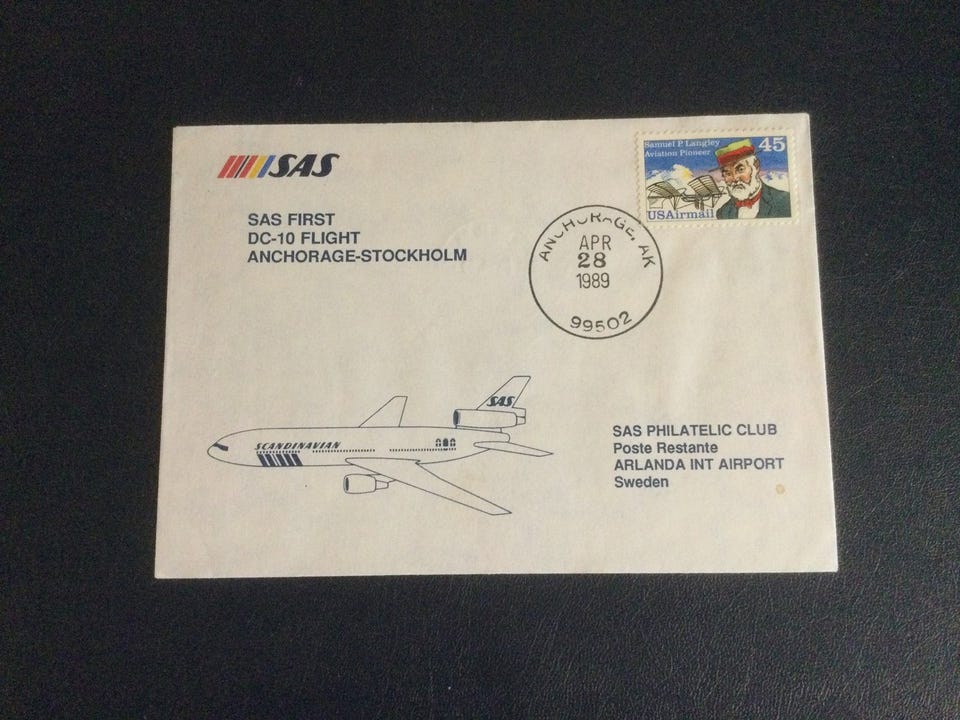 SAS
SAS FIRST
DC-10 FLIGHT
ANCHORAGE-STOCKHOLM
Samuel P. Langley
Aviation Pioneer
45
USAirmail
ANCHORAGE, AK
APR
28
1989
99502
SAS
SCANDINAVIAN
SAS PHILATELIC CLUB
Poste Restante
ARLANDA INT AIRPORT
Sweden